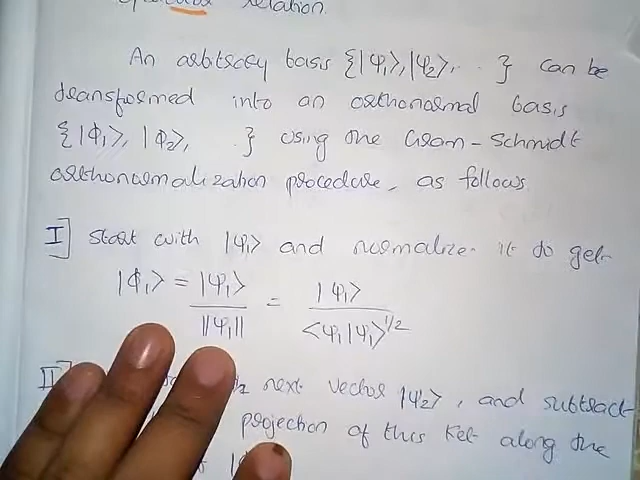 relation.
An arbitrary basis {|ψ₁⟩, |ψ₂⟩, . . } can be
transformed into an orthonormal basis
{|Φ₁⟩, |Φ₂⟩, . } using the Gram-Schmidt
orthonormalization procedure, as follows
I] Start with |ψ₁⟩ and normalize it to get
|Φ₁⟩ = |ψ₁⟩ / ||ψ₁|| = |ψ₁⟩ / <ψ₁|ψ₁⟩^1/2
II] next vector |ψ₂⟩, and subtract
projection of this ket along the